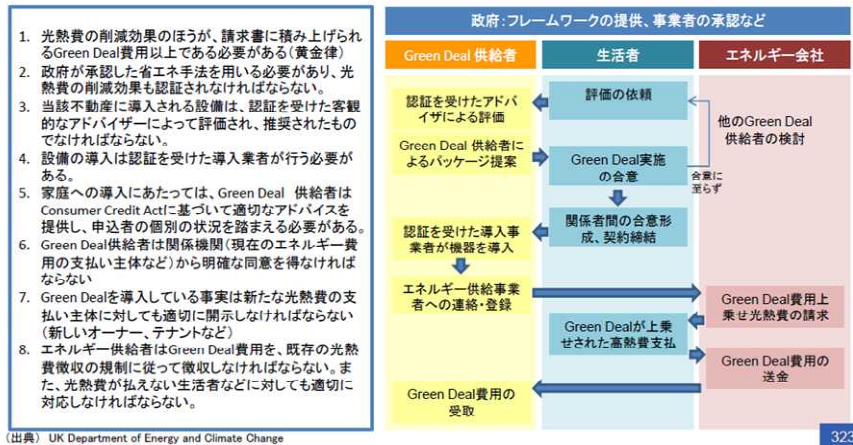 1. 光熱費の削減効果のほうが、請求書に積み上げられ
るGreen Deal費用以上である必要がある（黄金律）
2. 政府が承認した省エネ手法を用いる必要があり、光
熱費の削減効果も認証されなければならない。
3. 当該不動産に導入される設備は、認証を受けた客観
的なアドバイザーによって評価され、推奨されたもの
でなければならない。
4. 設備の導入は認証を受けた導入業者が行う必要が
ある。
5. 家庭への導入にあたっては、Green Deal 供給者は
Consumer Credit Actに基づいて適切なアドバイスを
提供し、申込者の個別の状況を踏まえる必要がある。
6. Green Deal供給者は関係機関（現在のエネルギー費
用の支払い主体など）から明確な同意を得なければ
ならない
7. Green Dealを導入している事実は新たな光熱費の支
払い主体に対しても適切に開示しなければならない
（新しいオーナー、テナントなど）
8. エネルギー供給者はGreen Deal費用を、既存の光熱
費徴収の規制に従って徴収しなければならない。ま
た、光熱費が払えない生活者などに対しても適切に
対応しなければならない。
政府：フレームワークの提供、事業者の承認など
Green Deal 供給者
生活者
エネルギー会社
評価の依頼
認証を受けたアドバ
イザによる評価
他のGreen Deal
供給者の検討
Green Deal 供給者に
よるパッケージ提案
Green Deal実施
の合意
合意に
至らず
関係者間の合意形
成、契約締結
認証を受けた導入事
業者が機器を導入
エネルギー供給事業
者への連絡・登録
Green Deal費用上
乗せ光熱費の請求
Green Dealが上乗
せされた高熱費支払
Green Deal費用の
送金
Green Deal費用の
受取
（出典） UK Department of Energy and Climate Change
323